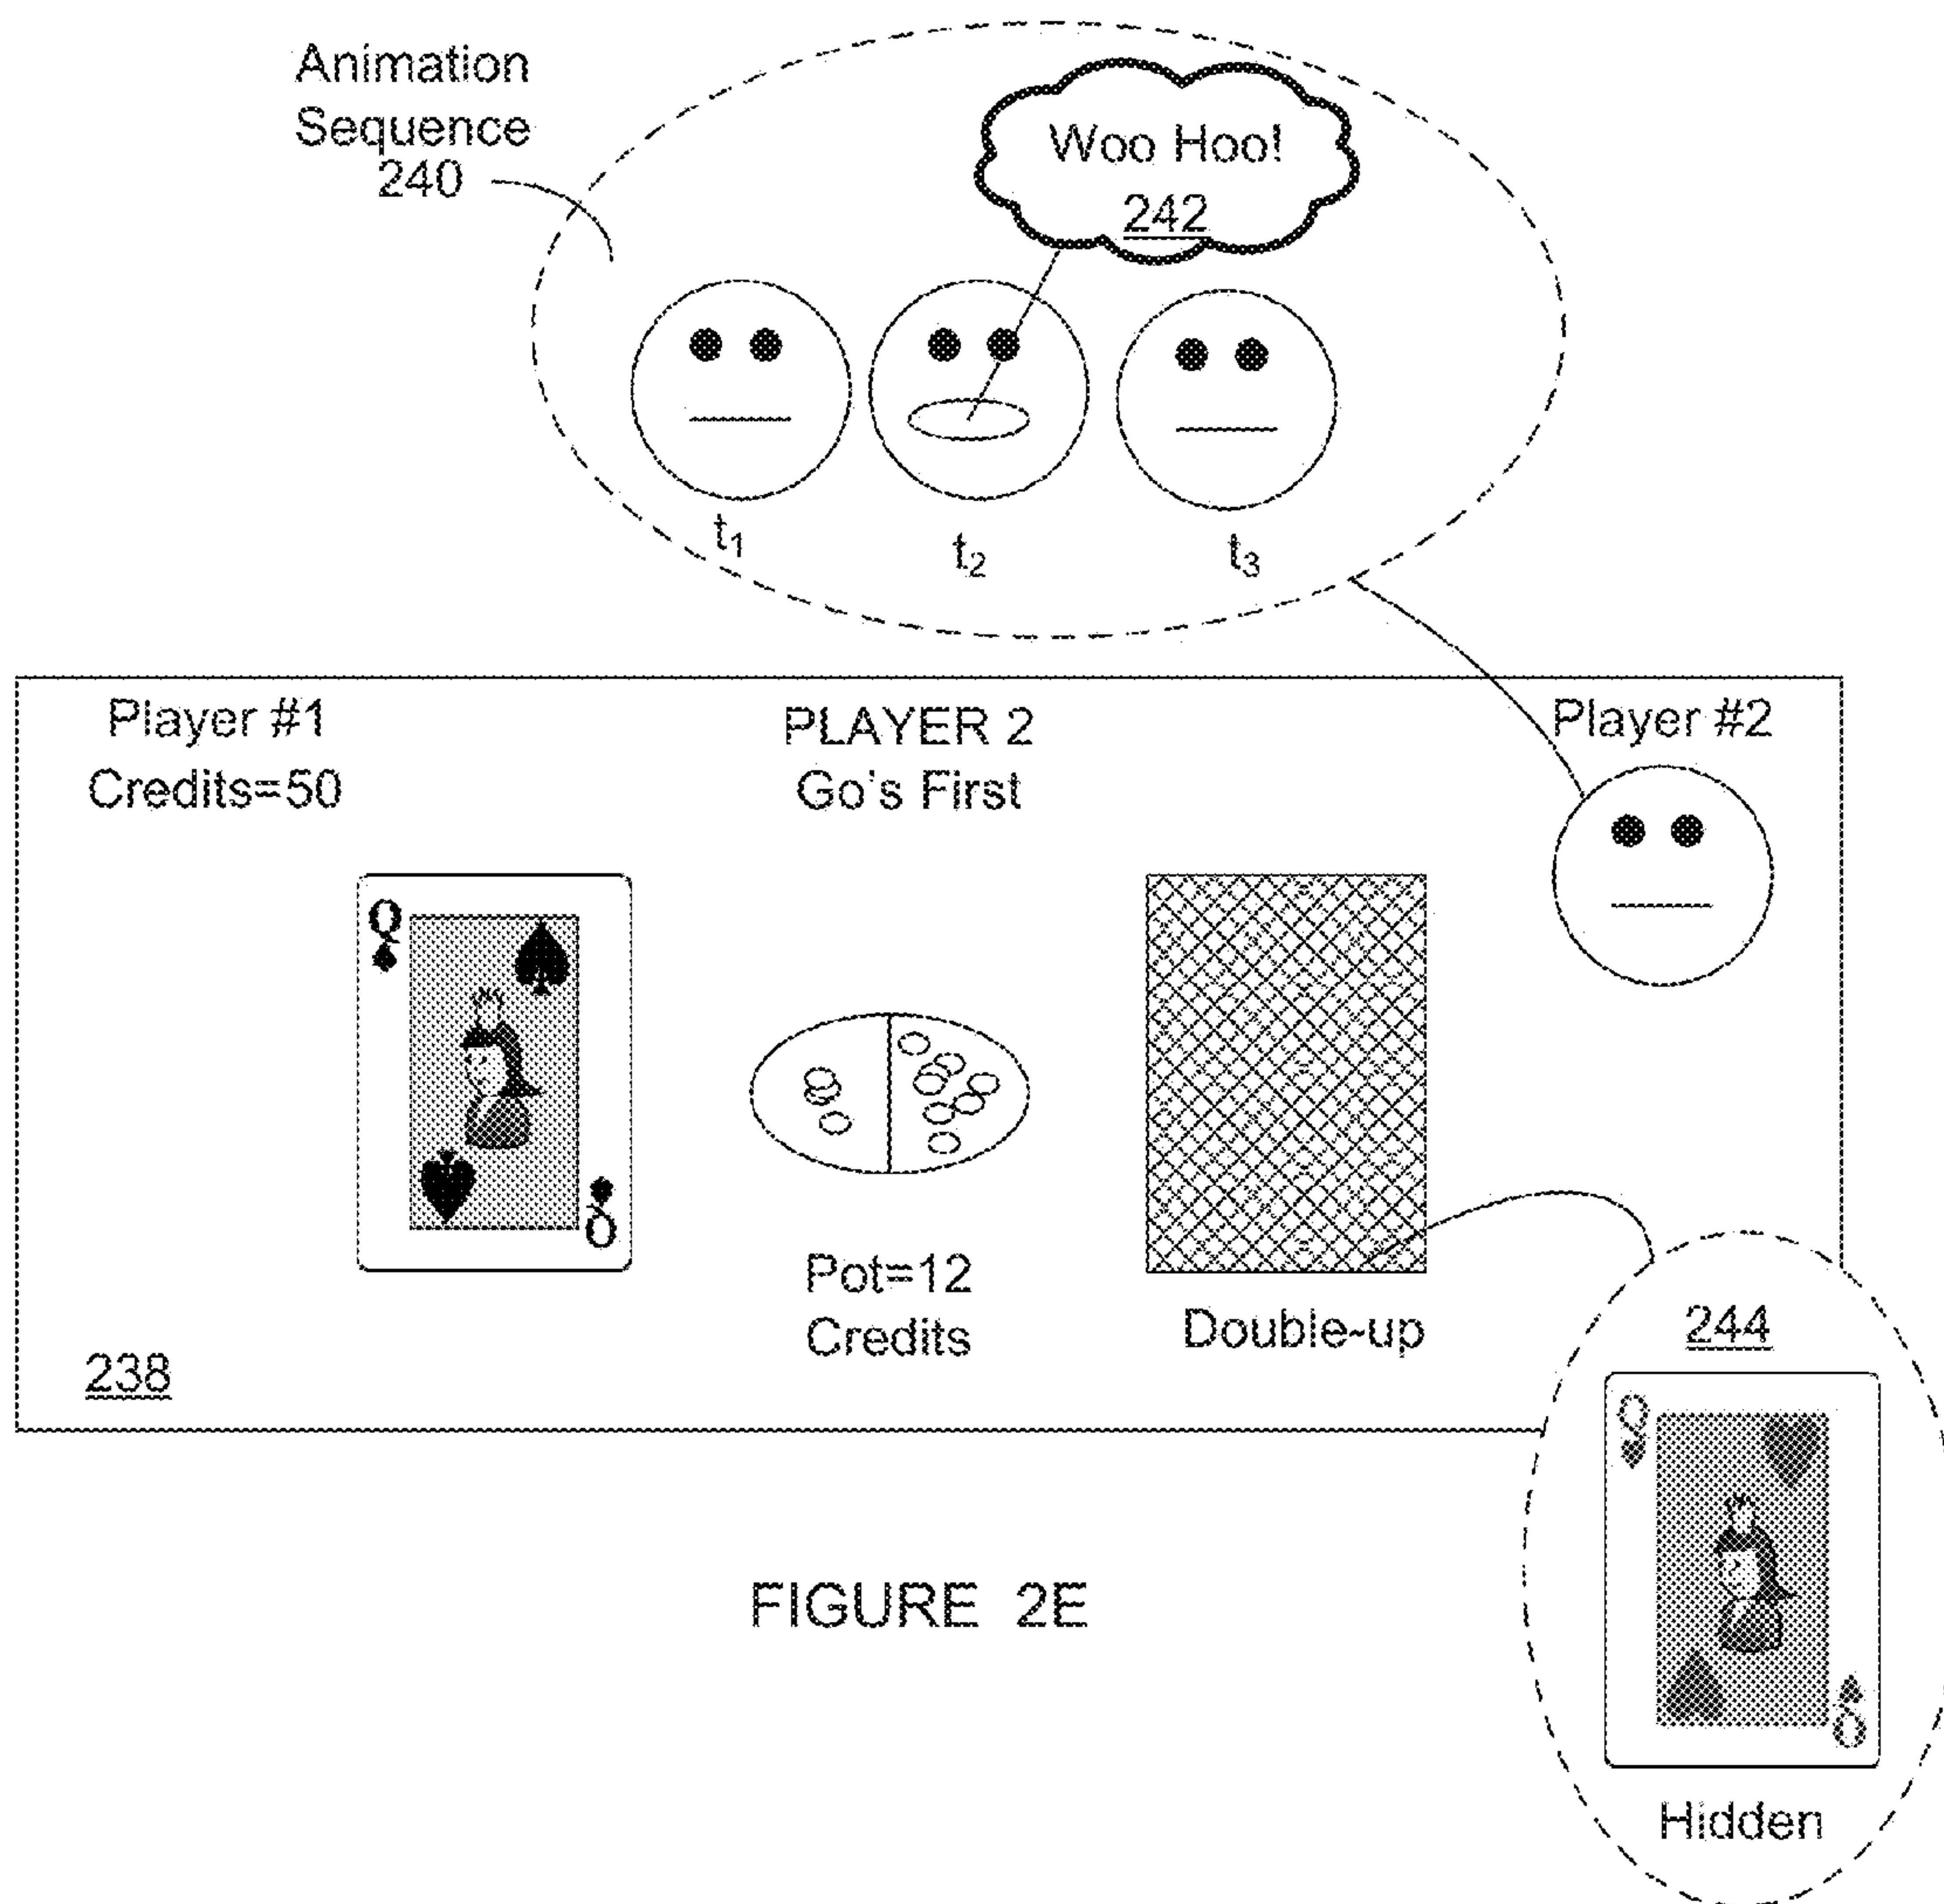 Animation
Sequence
240
Woo Hoo!
242
t1
t2
t3
Player #1
Credits=50
PLAYER 2
Go's First
Player #2
Q
Q
Pot=12
Credits
Double-up
238
244
Q
Q
Hidden
FIGURE 2E